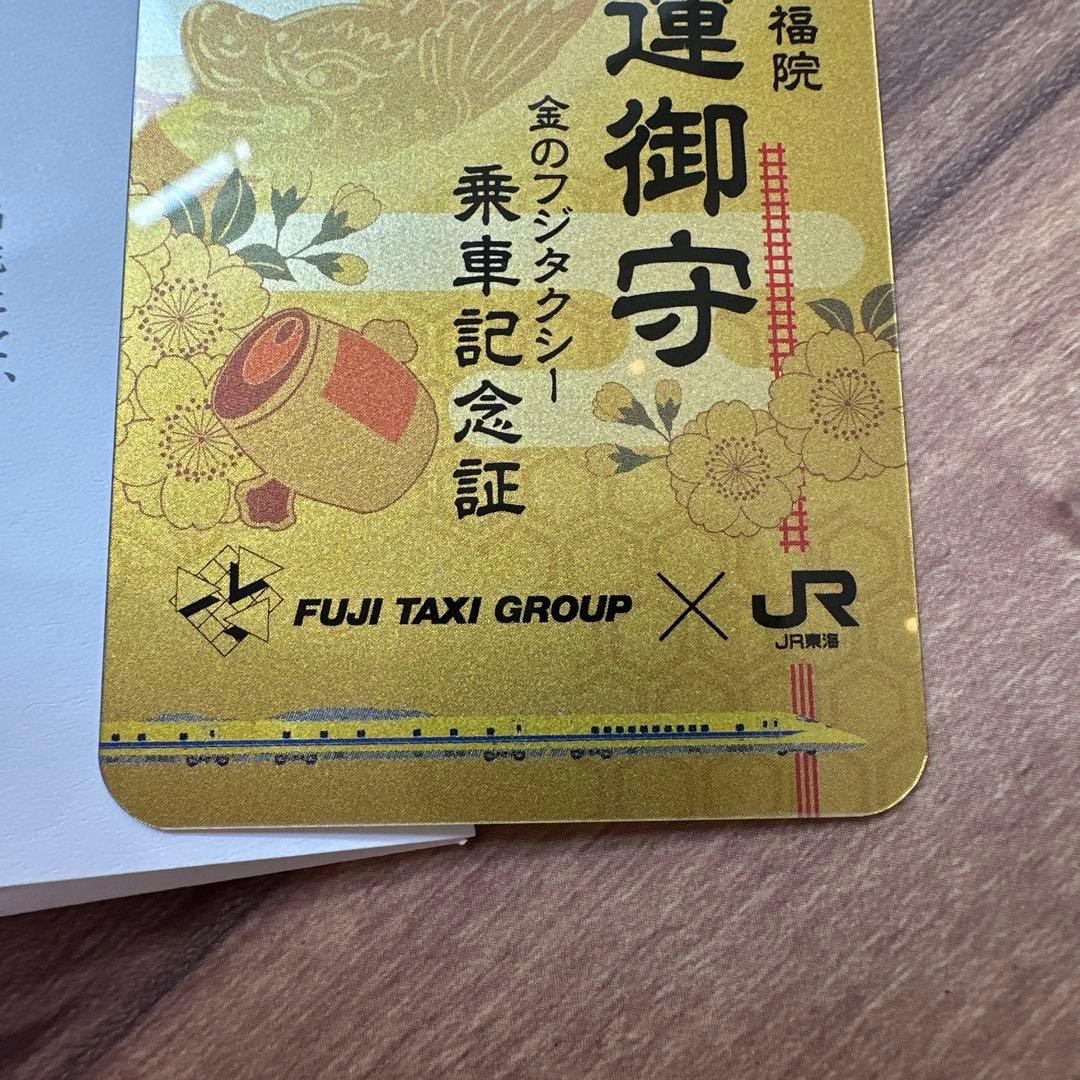 福院
運御守
金のフジタクシー
乗車記念証
FUJI TAXI GROUP × JR
JR東海